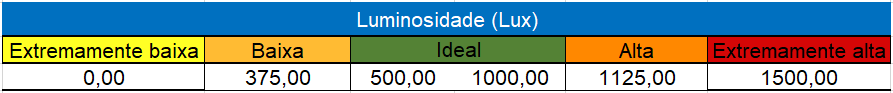 Luminosidade (Lux)
Extremamente baixa Baixa Ideal Alta Extremamente alta
0,00 375,00 500,00 1000,00 1125,00 1500,00